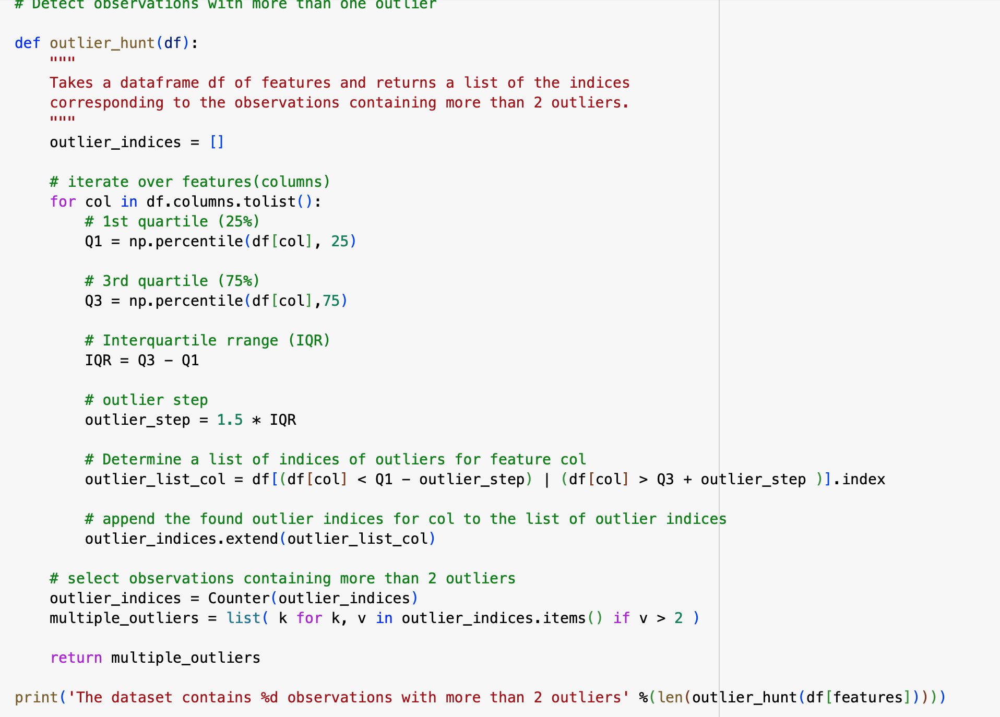 # Detect observations with more than one outlier
def outlier_hunt(df):
"""
Takes a dataframe df of features and returns a list of the indices
corresponding to the observations containing more than 2 outliers.
"""
outlier_indices = []
# iterate over features(columns)
for col in df.columns.tolist():
# 1st quartile (25%)
Q1 = np.percentile(df[col], 25)
# 3rd quartile (75%)
Q3 = np.percentile(df[col],75)
# Interquartile rrange (IQR)
IQR = Q3 - Q1
# outlier step
outlier_step = 1.5 * IQR
# Determine a list of indices of outliers for feature col
outlier_list_col = df[(df[col] < Q1 - outlier_step) | (df[col] > Q3 + outlier_step )].index
# append the found outlier indices for col to the list of outlier indices
outlier_indices.extend(outlier_list_col)
# select observations containing more than 2 outliers
outlier_indices = Counter(outlier_indices)
multiple_outliers = list( k for k, v in outlier_indices.items() if v > 2 )
return multiple_outliers
print('The dataset contains %d observations with more than 2 outliers' %(len(outlier_hunt(df[features]))))